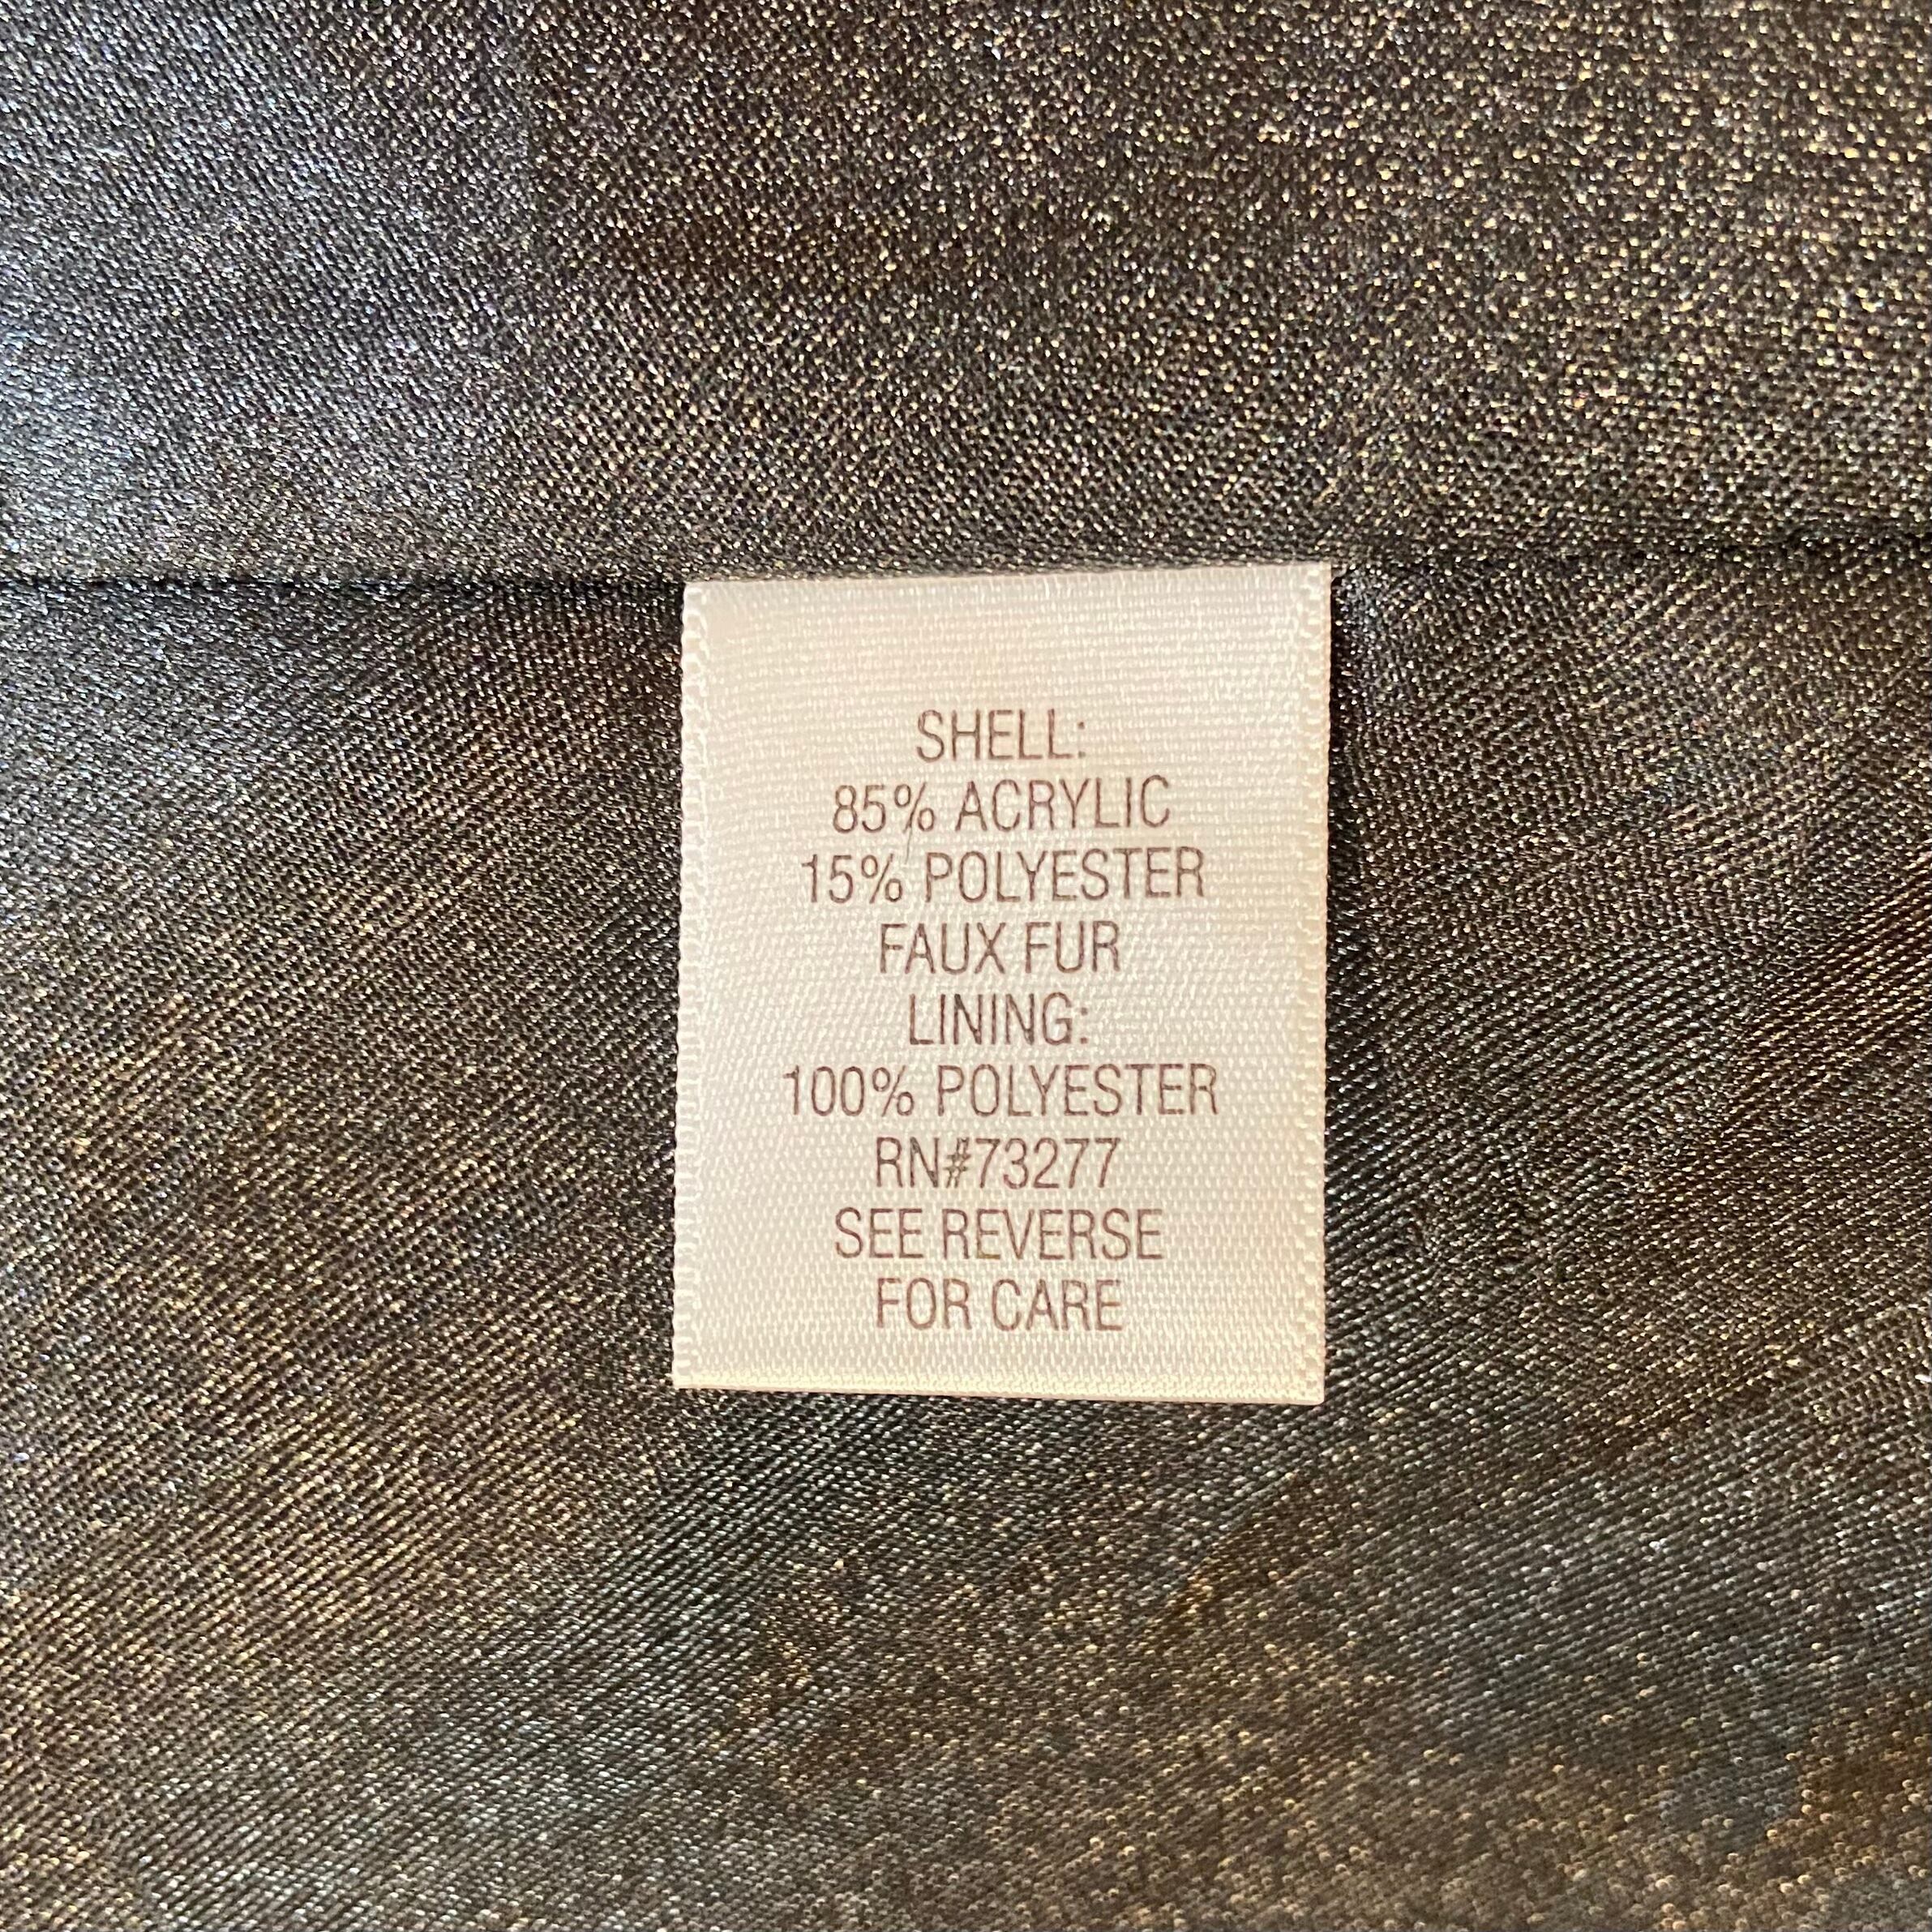 SHELL:
85% ACRYLIC
15% POLYESTER
FAUX FUR
LINING:
100% POLYESTER
RN#73277
SEE REVERSE
FOR CARE